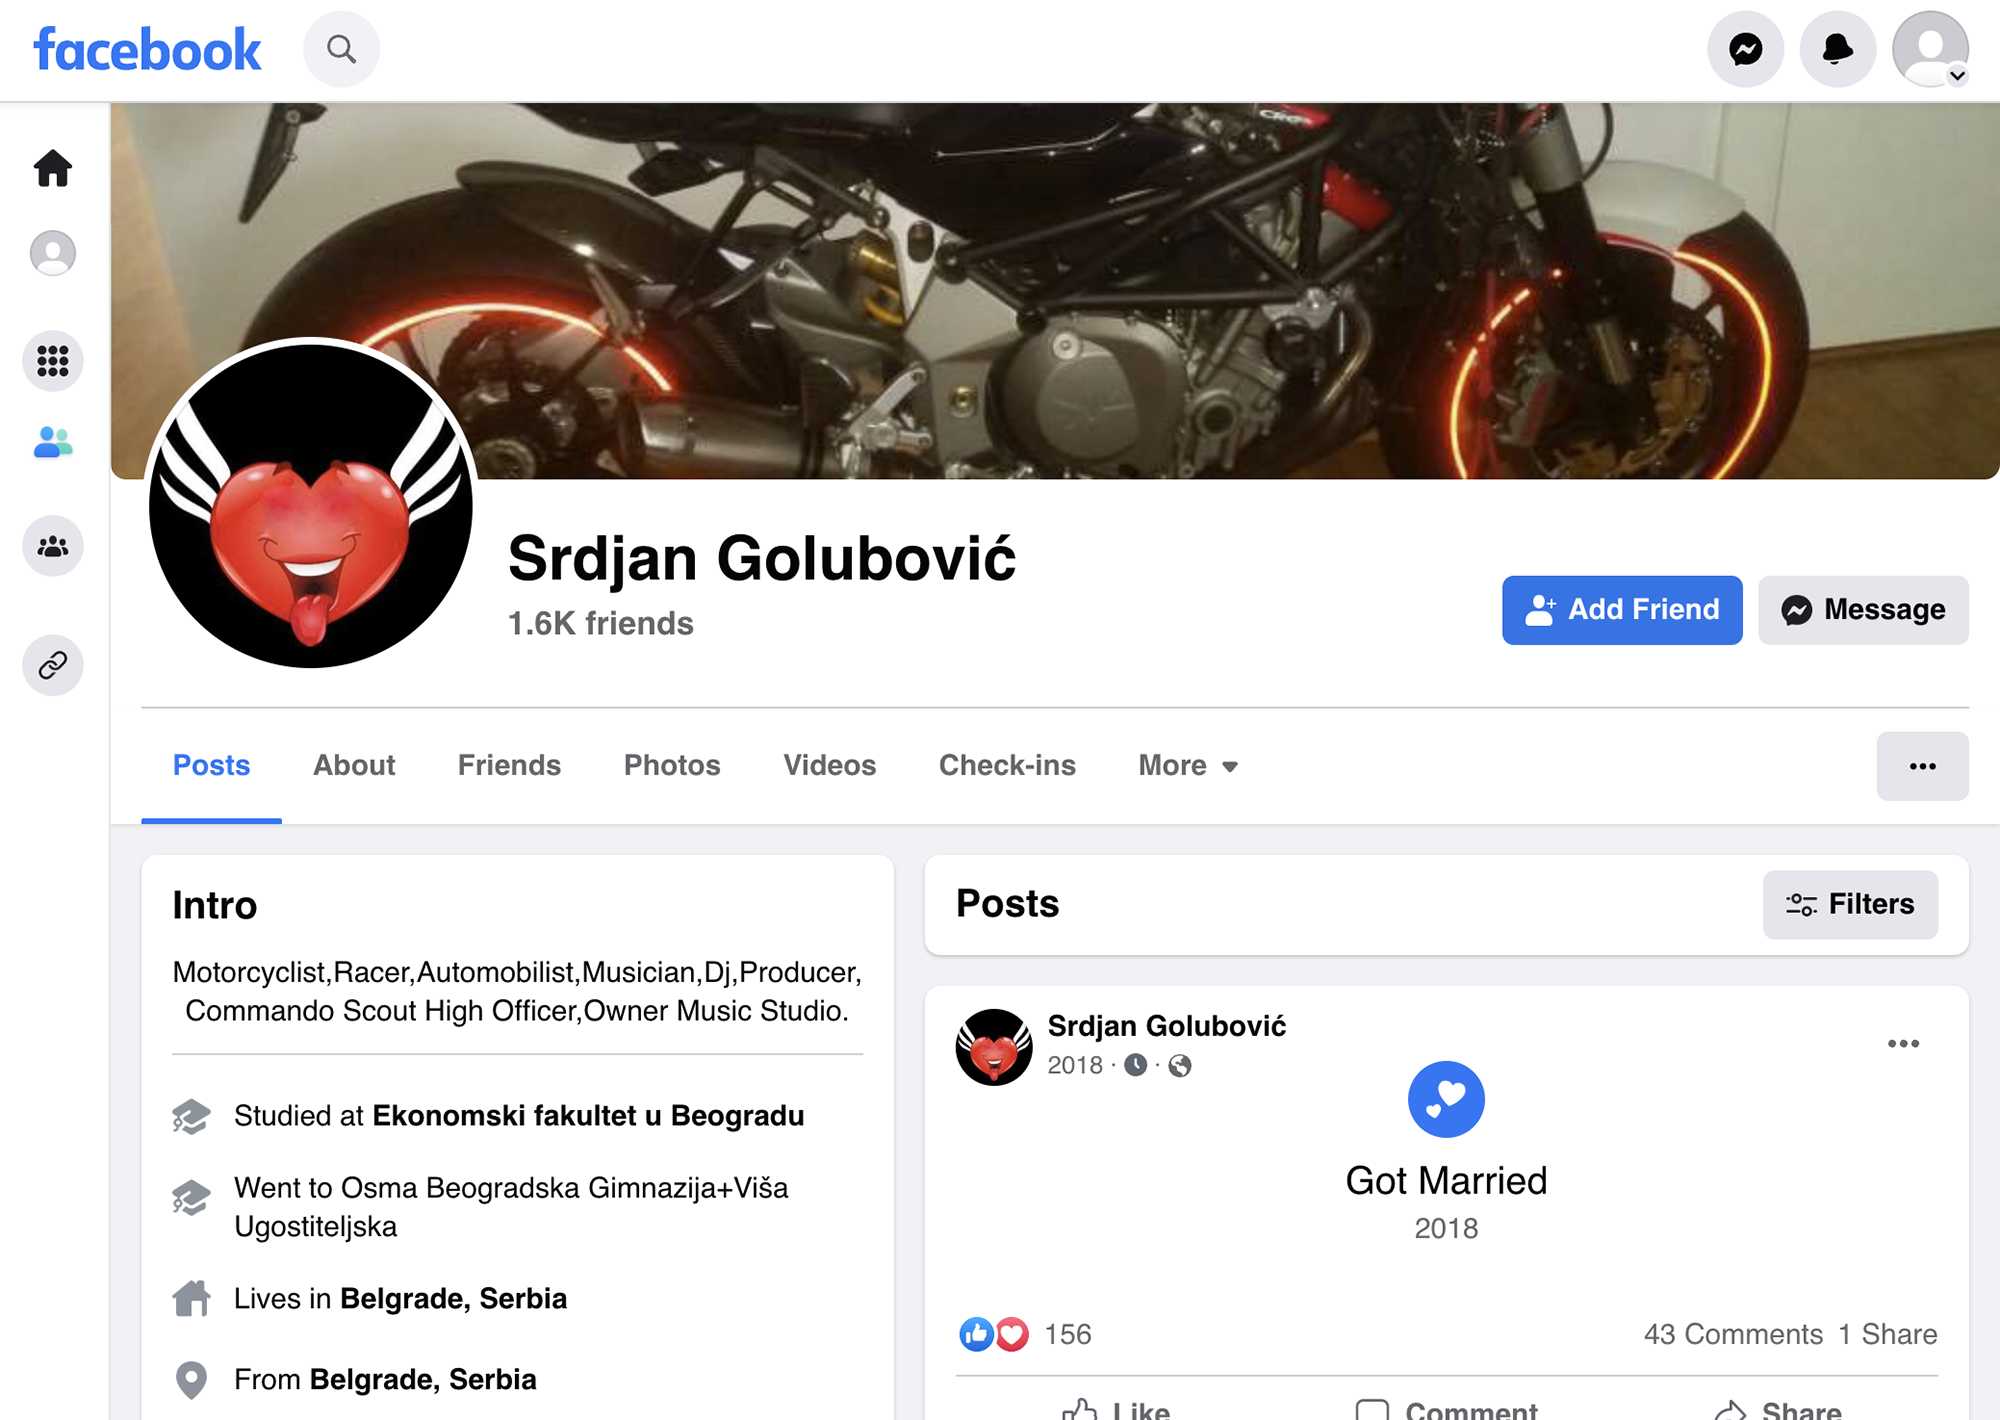 facebook
Srdjan Golubović
1.6K friends
Add Friend
Message
Posts
About
Friends
Photos
Videos
Check-ins
More
Intro
Motorcyclist,Racer,Automobilist,Musician,Dj,Producer,
Commando Scout High Officer,Owner Music Studio.
Studied at Ekonomski fakultet u Beogradu
Went to Osma Beogradska Gimnazija+Viša
Ugostiteljska
Lives in Belgrade, Serbia
From Belgrade, Serbia
Posts
Filters
Srdjan Golubović
2018 · ·
Got Married
2018
156
43 Comments 1 Share
Like
Comment
Share